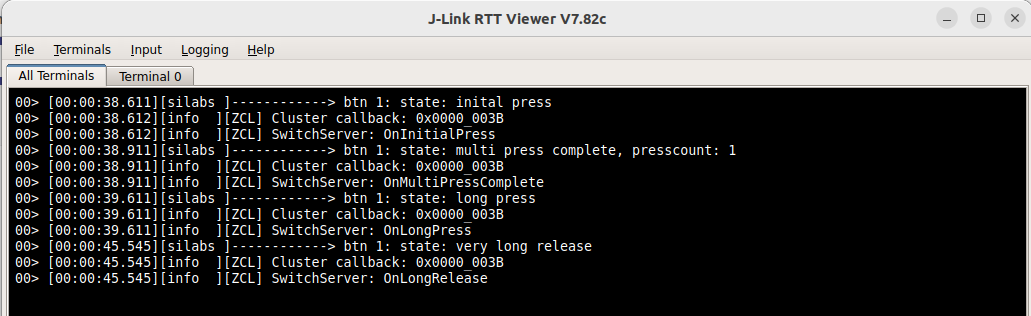 J-Link RTT Viewer V7.82c
File Terminals Input Logging Help
All Terminals Terminal 0
00> [00:00:38.611][silabs ]------------> btn 1: state: inital press
00> [00:00:38.612][info  ][ZCL] Cluster callback: 0x0000_003B
00> [00:00:38.612][info  ][ZCL] SwitchServer: OnInitialPress
00> [00:00:38.911][silabs ]------------> btn 1: state: multi press complete, presscount: 1
00> [00:00:38.911][info  ][ZCL] Cluster callback: 0x0000_003B
00> [00:00:38.911][info  ][ZCL] SwitchServer: OnMultiPressComplete
00> [00:00:39.611][silabs ]------------> btn 1: state: long press
00> [00:00:39.611][info  ][ZCL] Cluster callback: 0x0000_003B
00> [00:00:39.611][info  ][ZCL] SwitchServer: OnLongPress
00> [00:00:45.545][silabs ]------------> btn 1: state: very long release
00> [00:00:45.545][info  ][ZCL] Cluster callback: 0x0000_003B
00> [00:00:45.545][info  ][ZCL] SwitchServer: OnLongRelease